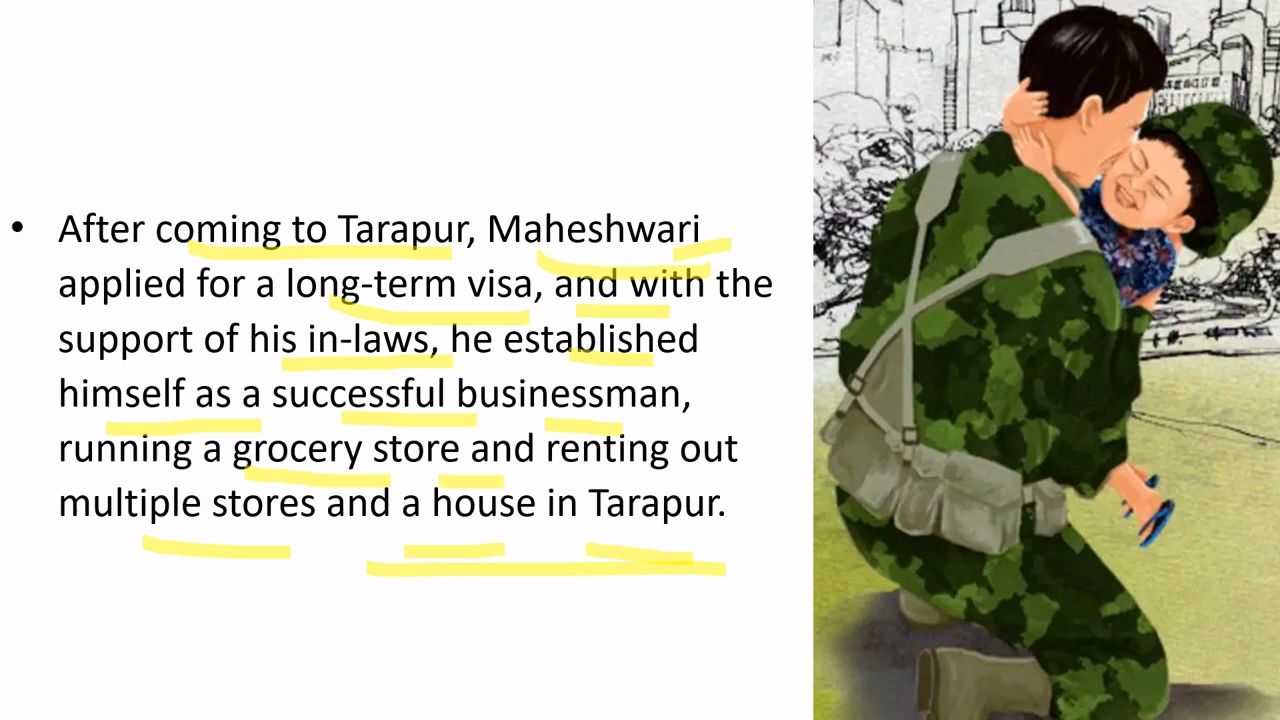 • After coming to Tarapur, Maheshwari
applied for a long-term visa, and with the
support of his in-laws, he established
himself as a successful businessman,
running a grocery store and renting out
multiple stores and a house in Tarapur.